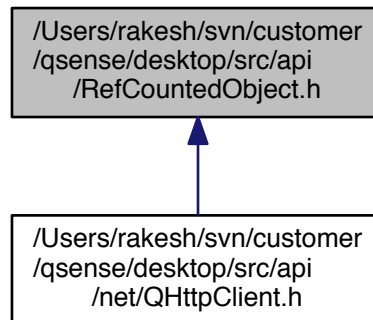 /Users/rakesh/svn/customer
/qsense/desktop/src/api
/RefCountedObject.h
/Users/rakesh/svn/customer
/qsense/desktop/src/api
/net/QHttpClient.h